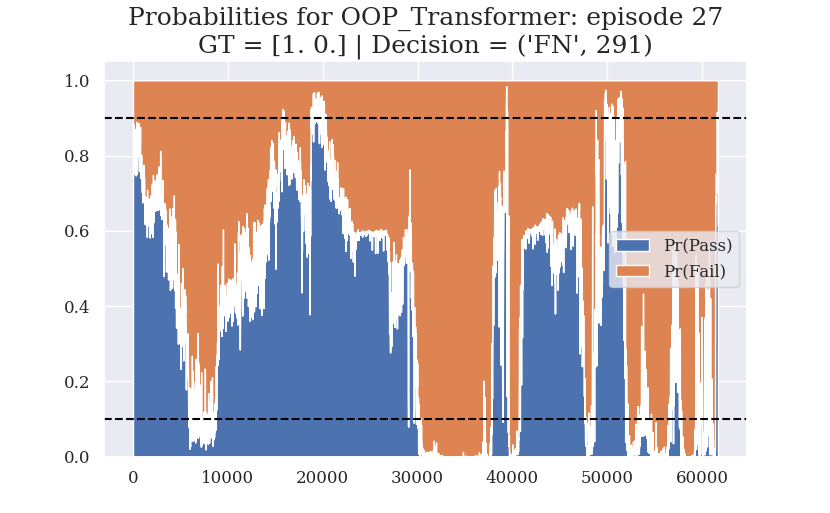 Probabilities for OOP_Transformer: episode 27
GT = [1. 0.] | Decision = ('FN', 291)
1.0
0.8
0.6
0.4
0.2
0.0
Pr(Pass)
Pr(Fail)
0 10000 20000 30000 40000 50000 60000